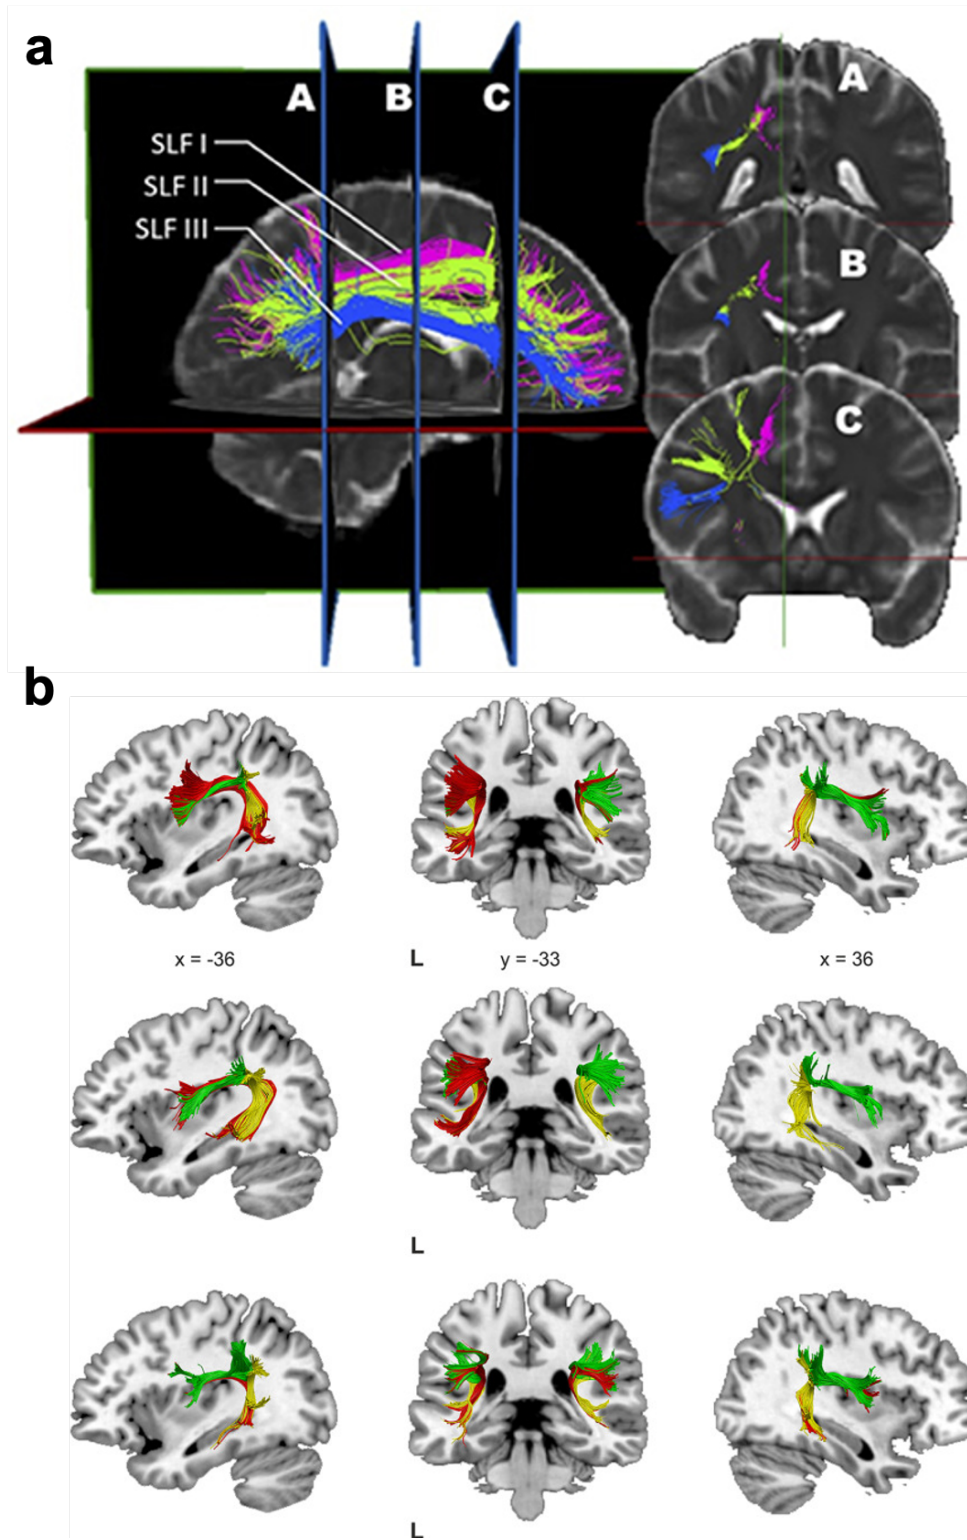 a
A B C A
SLF I
SLF II
SLF III
B
C
b
x = -36 L y = -33 x = 36
L
L